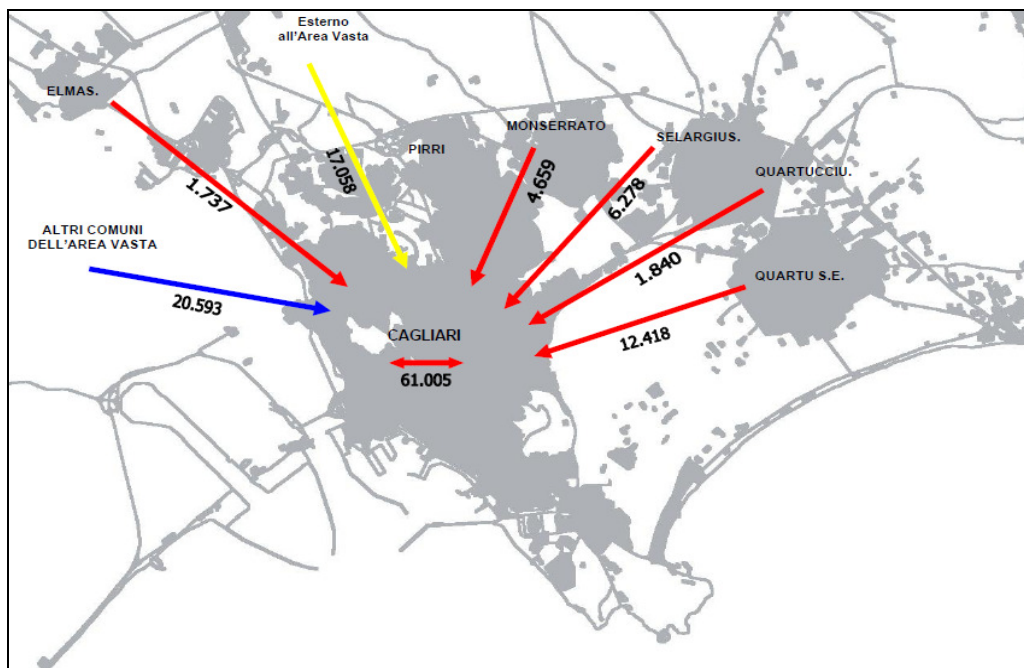 Esterno
all'Area Vasta
ELMAS.
MONSERRATO
SELARGIUS.
PIRRI
17.058
4.659
6.278
QUARTUCCIU.
1.737
ALTRI COMUNI
DELL'AREA VASTA
1.840
QUARTU S.E.
20.593
CAGLIARI
12.418
61.005